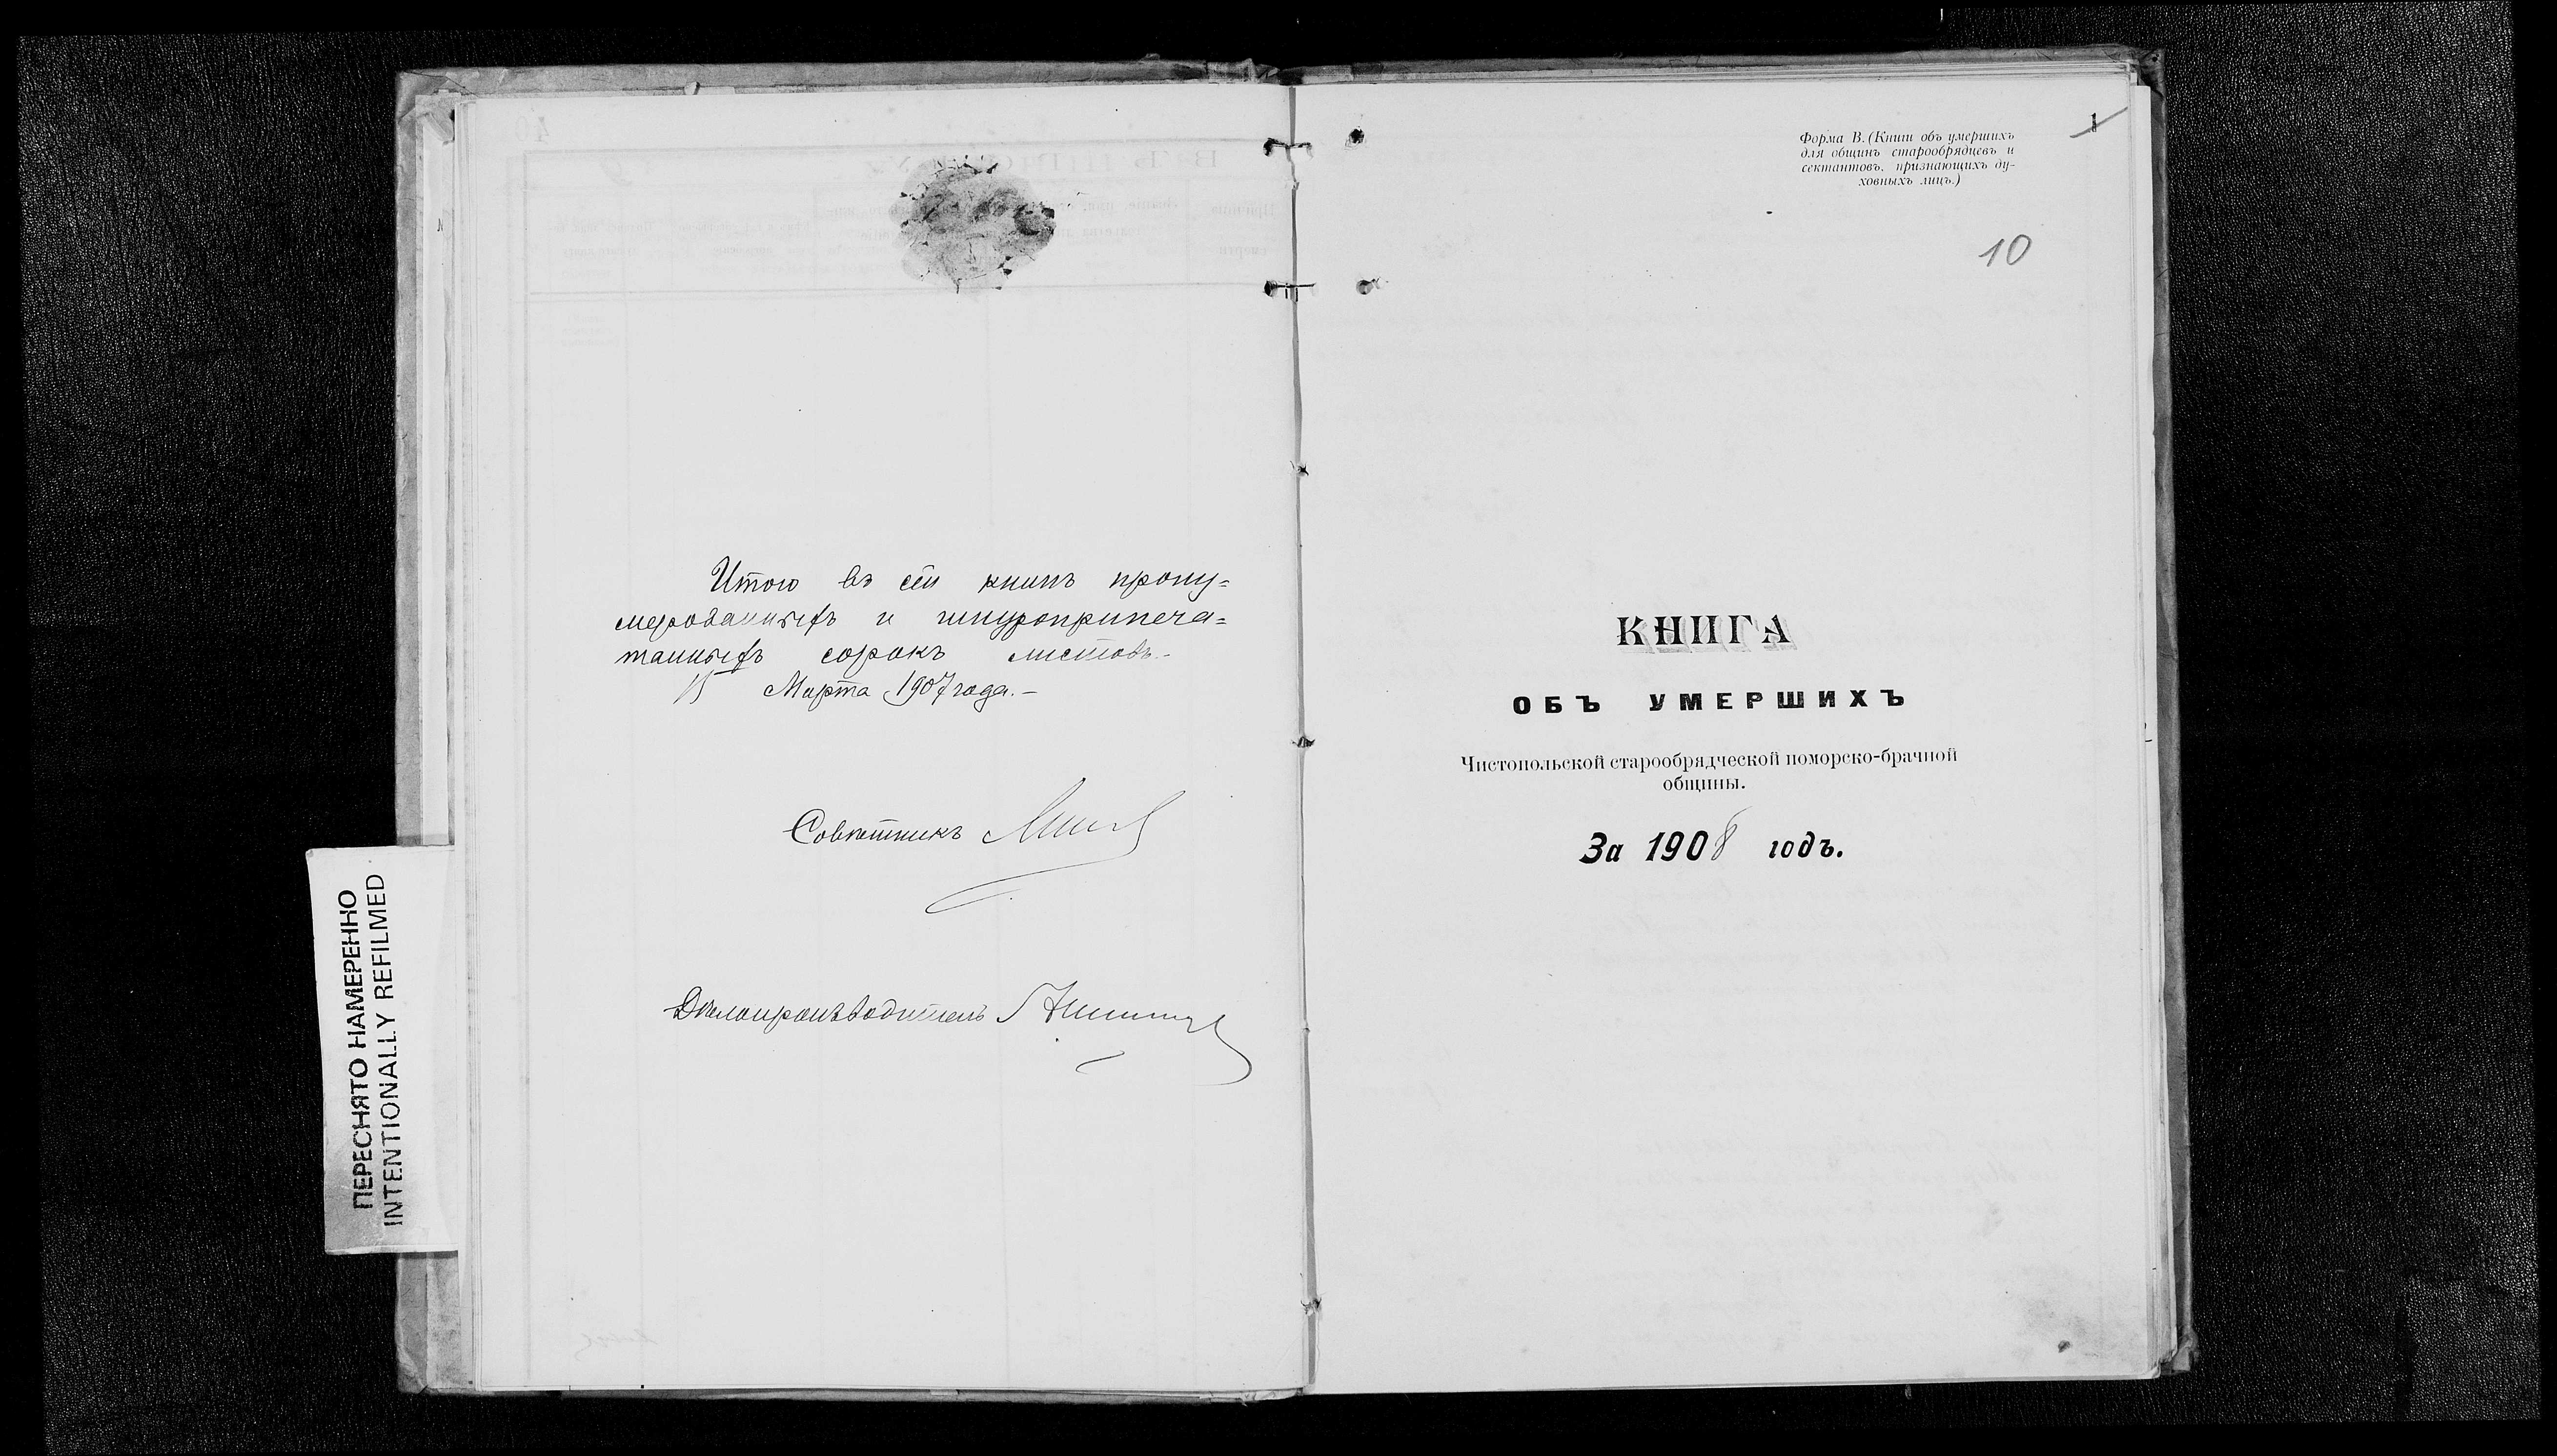 Итого въ сей книгѣ прону=
мерованныхъ и шнуроприпеча=
танныхъ сорокъ листовъ.-
15 Марта 1907 года.-
Совѣтникъ
Дѣлопроизводитель
ПЕРЕСНЯТО НАМЕРЕННО
INTENTIONALLY REFILMED
1
Форма В. (Книги объ умершихъ
для общинъ старообрядцевъ и
сектантовъ, признающихъ ду-
ховныхъ лицъ.)
10
КНИГА
ОБЪ УМЕРШИХЪ
Чистопольской старообрядческой поморско-брачной
общины.
За 1908 годъ.